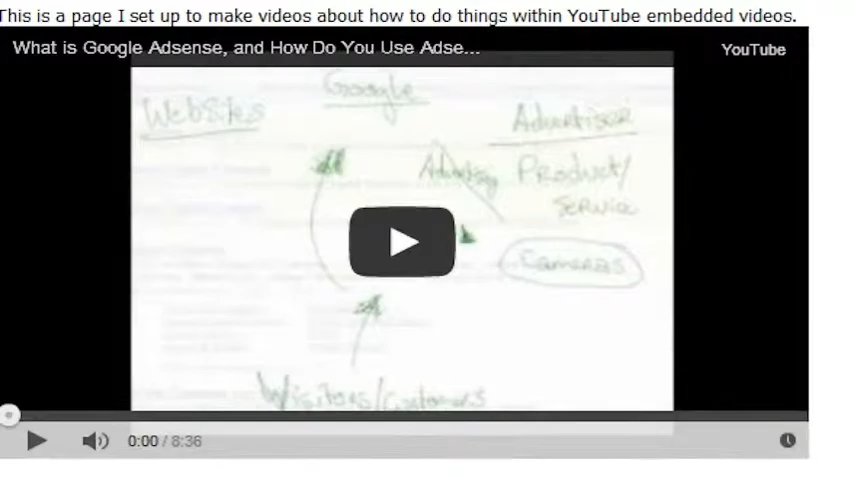 This is a page I set up to make videos about how to do things within YouTube embedded videos.
What is Google Adsense, and How Do You Use Adse...
YouTube
Google
Websites
Advertiser
Advertising
Product/
Service
Cameras
Visitors/Customers
0:00 / 8:36